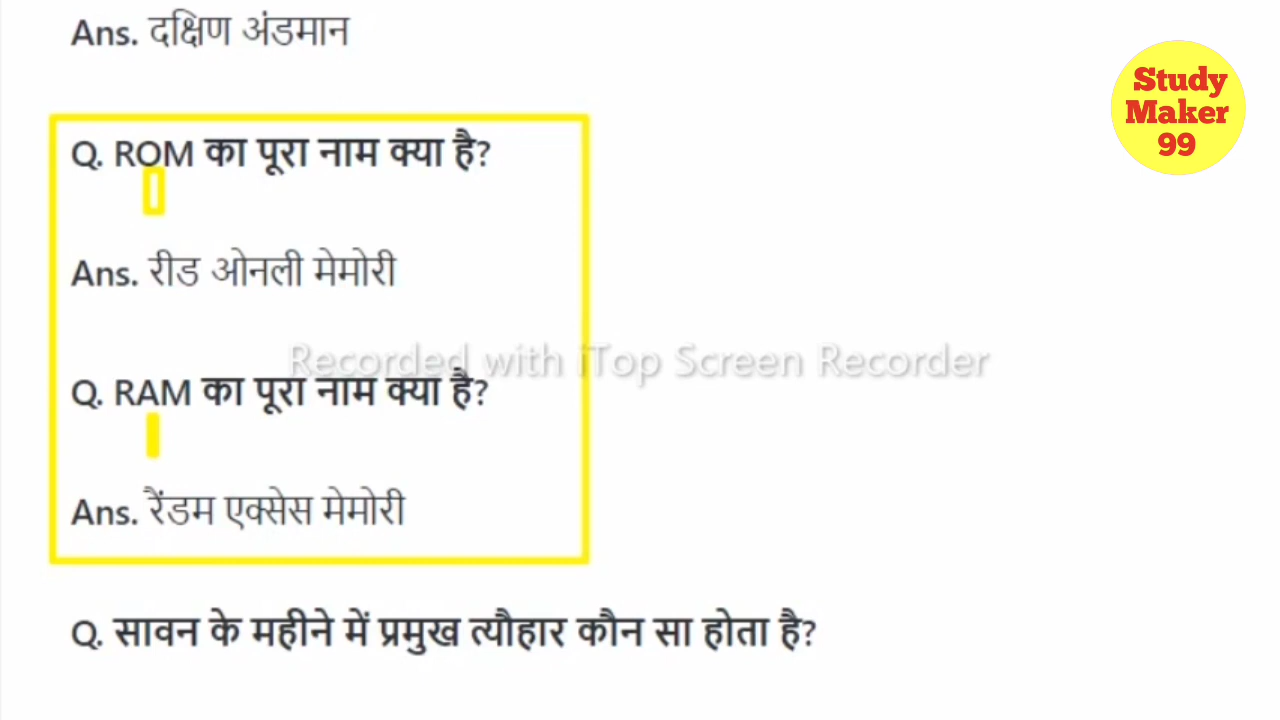 Ans. दक्षिण अंडमान
Study
Maker
99
Q. ROM का पूरा नाम क्या है?
Ans. रीड ओनली मेमोरी
Recorded with iTop Screen Recorder
Q. RAM का पूरा नाम क्या है?
Ans. रैंडम एक्सेस मेमोरी
Q. सावन के महीने में प्रमुख त्यौहार कौन सा होता है?